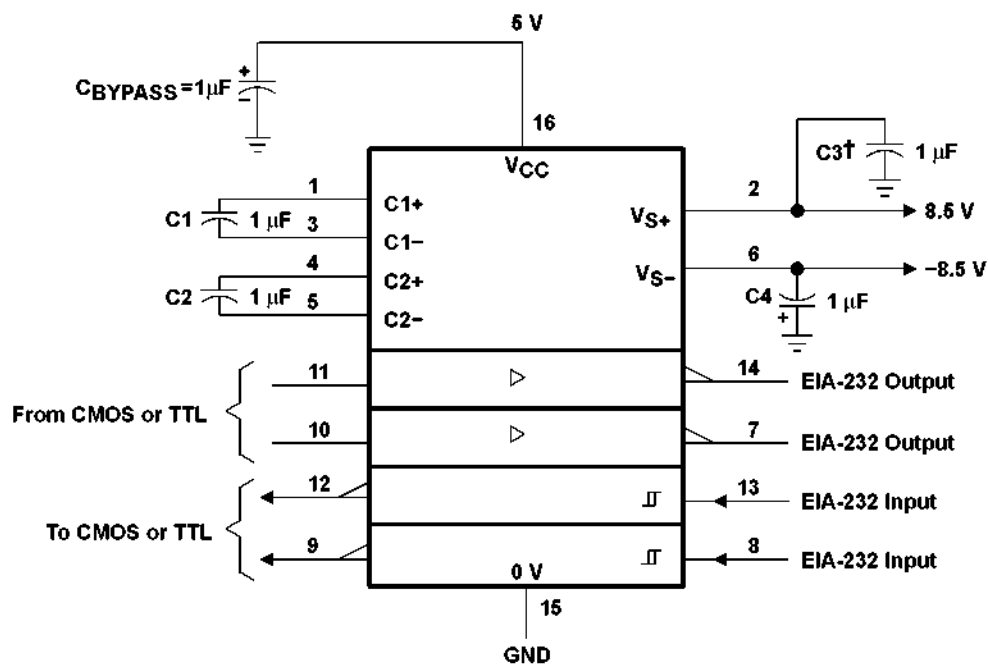 5 V
CBYPASS = 1μF
+
−
16
VCC
C3† 1 μF
1
C1+
C1 1 μF
3
C1−
2
VS+
8.5 V
4
C2+
C2 1 μF
5
C2−
6
VS−
−8.5 V
C4 1 μF
+
11
14
EIA-232 Output
From CMOS or TTL
10
7
EIA-232 Output
12
13
EIA-232 Input
To CMOS or TTL
9
8
EIA-232 Input
0 V
15
GND